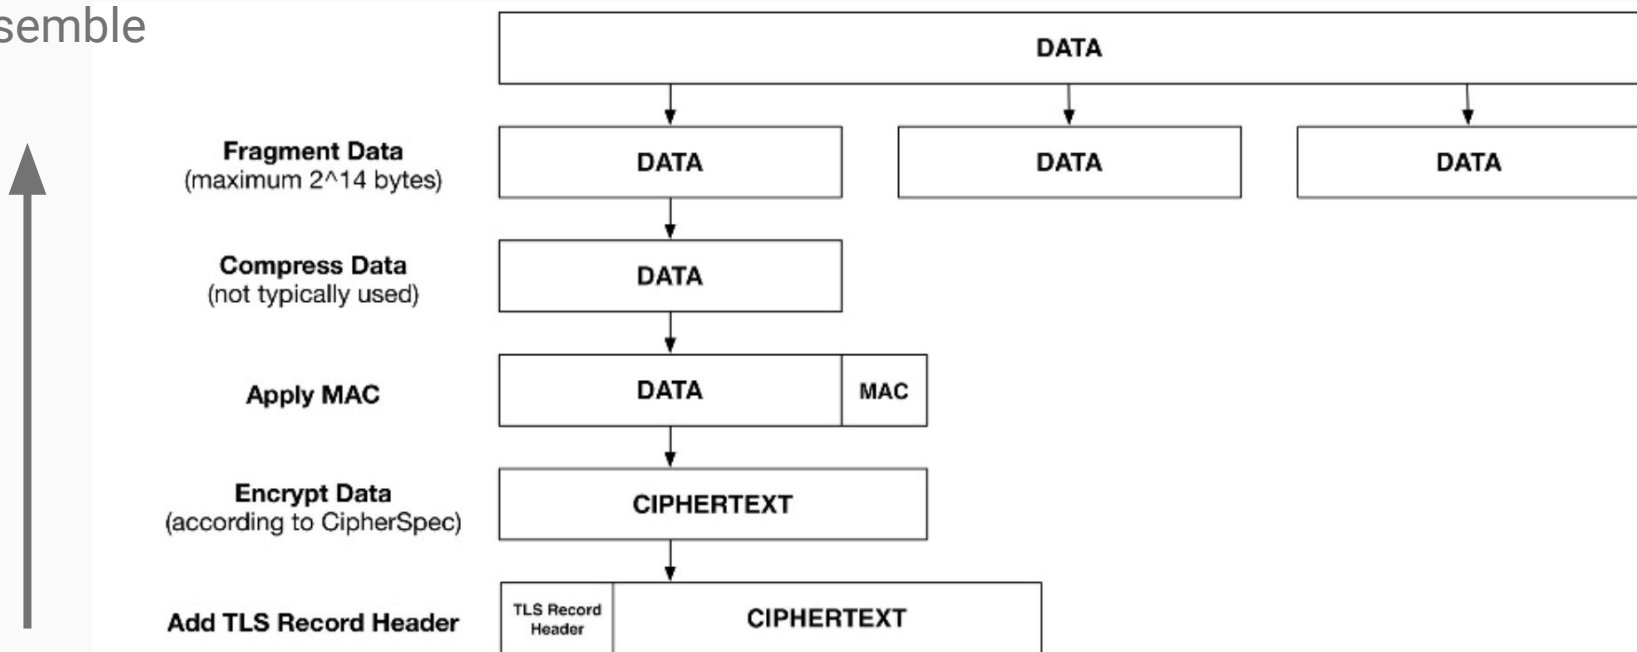 semble
DATA
Fragment Data
(maximum 2^14 bytes)
DATA
DATA
DATA
Compress Data
(not typically used)
DATA
Apply MAC
DATA
MAC
Encrypt Data
(according to CipherSpec)
CIPHERTEXT
Add TLS Record Header
TLS Record
Header
CIPHERTEXT